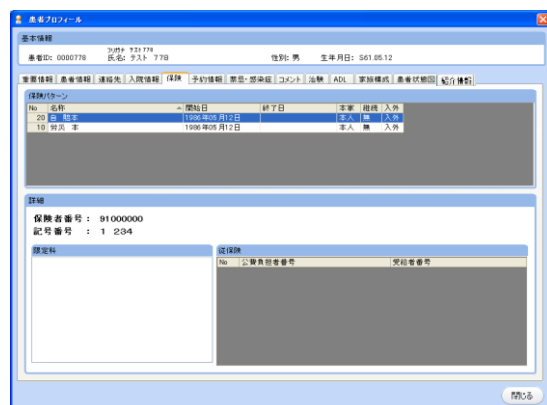 患者プロフィール
基本情報
フリガナ テスト778
患者ID: 0000778 氏名: テスト 778 性別: 男 生年月日: S61.05.12
重要情報 患者情報 連絡先 入院情報 保険 予約情報 禁忌・感染症 コメント 治験 ADL 家族構成 患者状態図 紹介情報
保険パターン
No 名称 開始日 終了日 本家 継続 入外
20 自 賠本 1986年05月12日 本人 無 入外
10 労災 本 1986年05月12日 本人 無 入外
詳細
保険者番号: 91000000
記号番号 : 1 234
限定科 従保険
No 公費負担者番号 受給者番号
閉じる